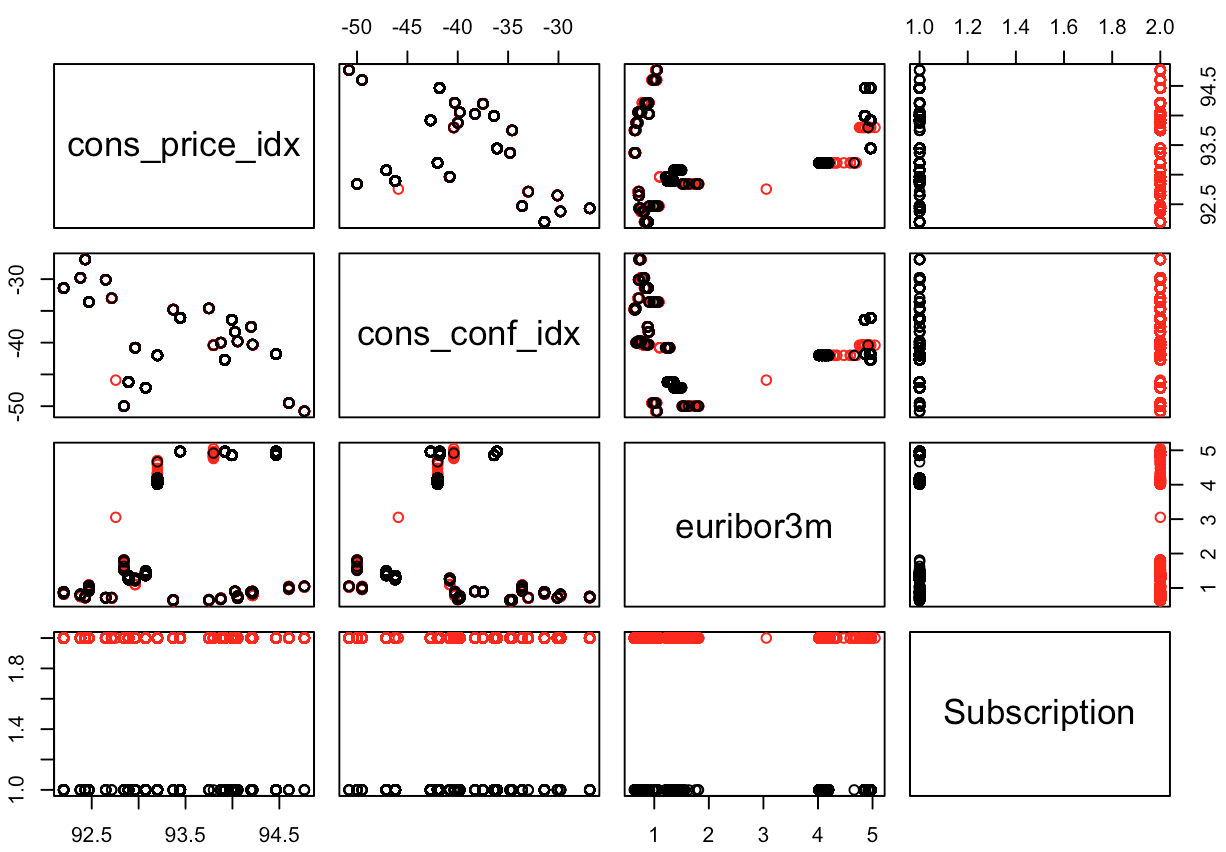 -50 -45 -40 -35 -30
1.0 1.2 1.4 1.6 1.8 2.0
cons_price_idx
92.5 93.5 94.5
-50 -40 -30
cons_conf_idx
euribor3m
1 2 3 4 5
1.0 1.4 1.8
Subscription
92.5 93.5 94.5
1 2 3 4 5